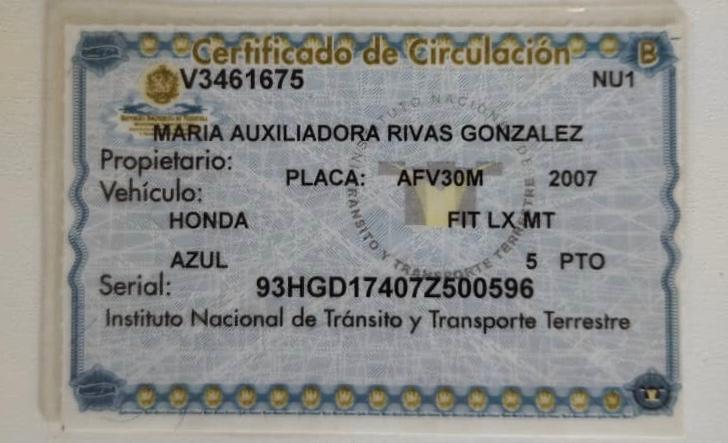 Certificado de Circulación B
V3461675 NU1
MARIA AUXILIADORA RIVAS GONZALEZ
Propietario:
PLACA: AFV30M 2007
Vehículo:
HONDA FIT LX MT
AZUL 5 PTO
Serial: 93HGD17407Z500596
Instituto Nacional de Tránsito y Transporte Terrestre
INSTITUTO NACIONAL DE TRANSITO Y TRANSPORTE TERRESTRE